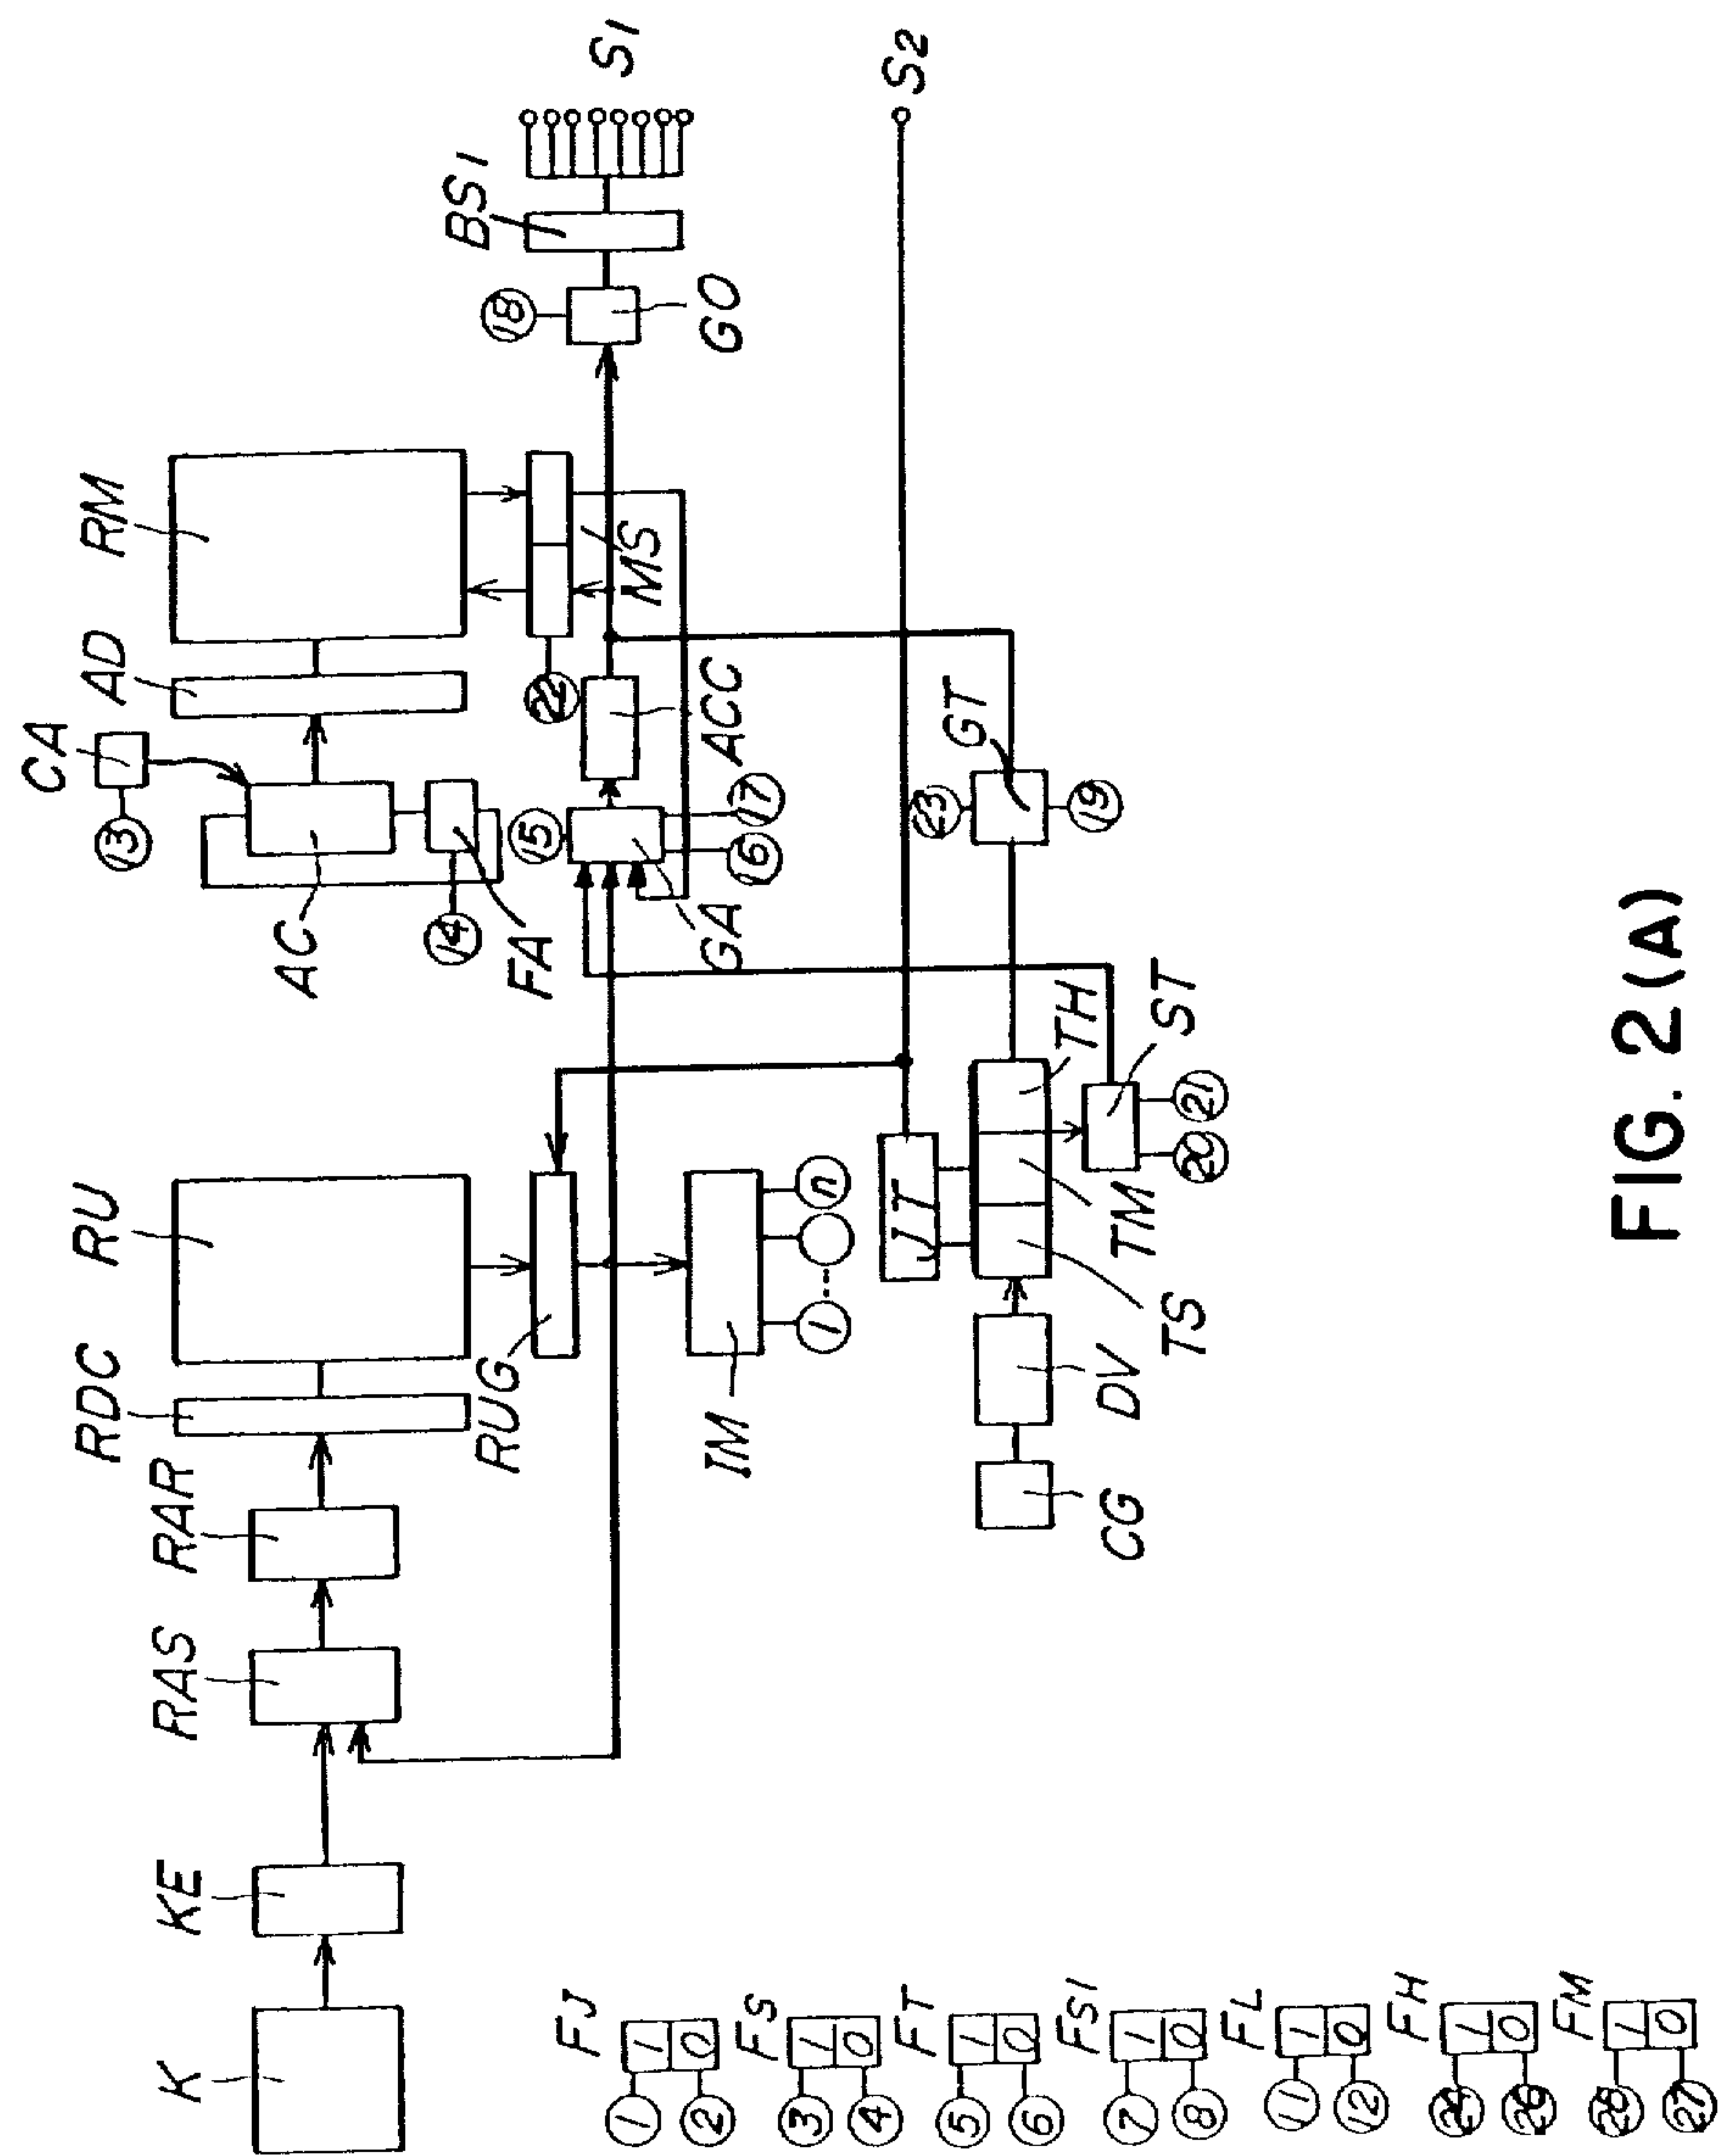 K
KE
RAS
RAR
RDC
RU
RUG
IM
1
n
CA
13
AC
14
FA
AD
RM
22
MS
15
GA
16
17
ACC
18
GO
BS1
S1
S2
UT
CG
DV
TS
TM
TH
20
21
ST
23
19
GT
FJ
1
0
1
2
FS
1
0
3
4
FT
1
0
5
6
FS1
1
0
7
8
FL
1
0
11
12
FH
1
0
FM
1
0
27
FIG. 2 (A)